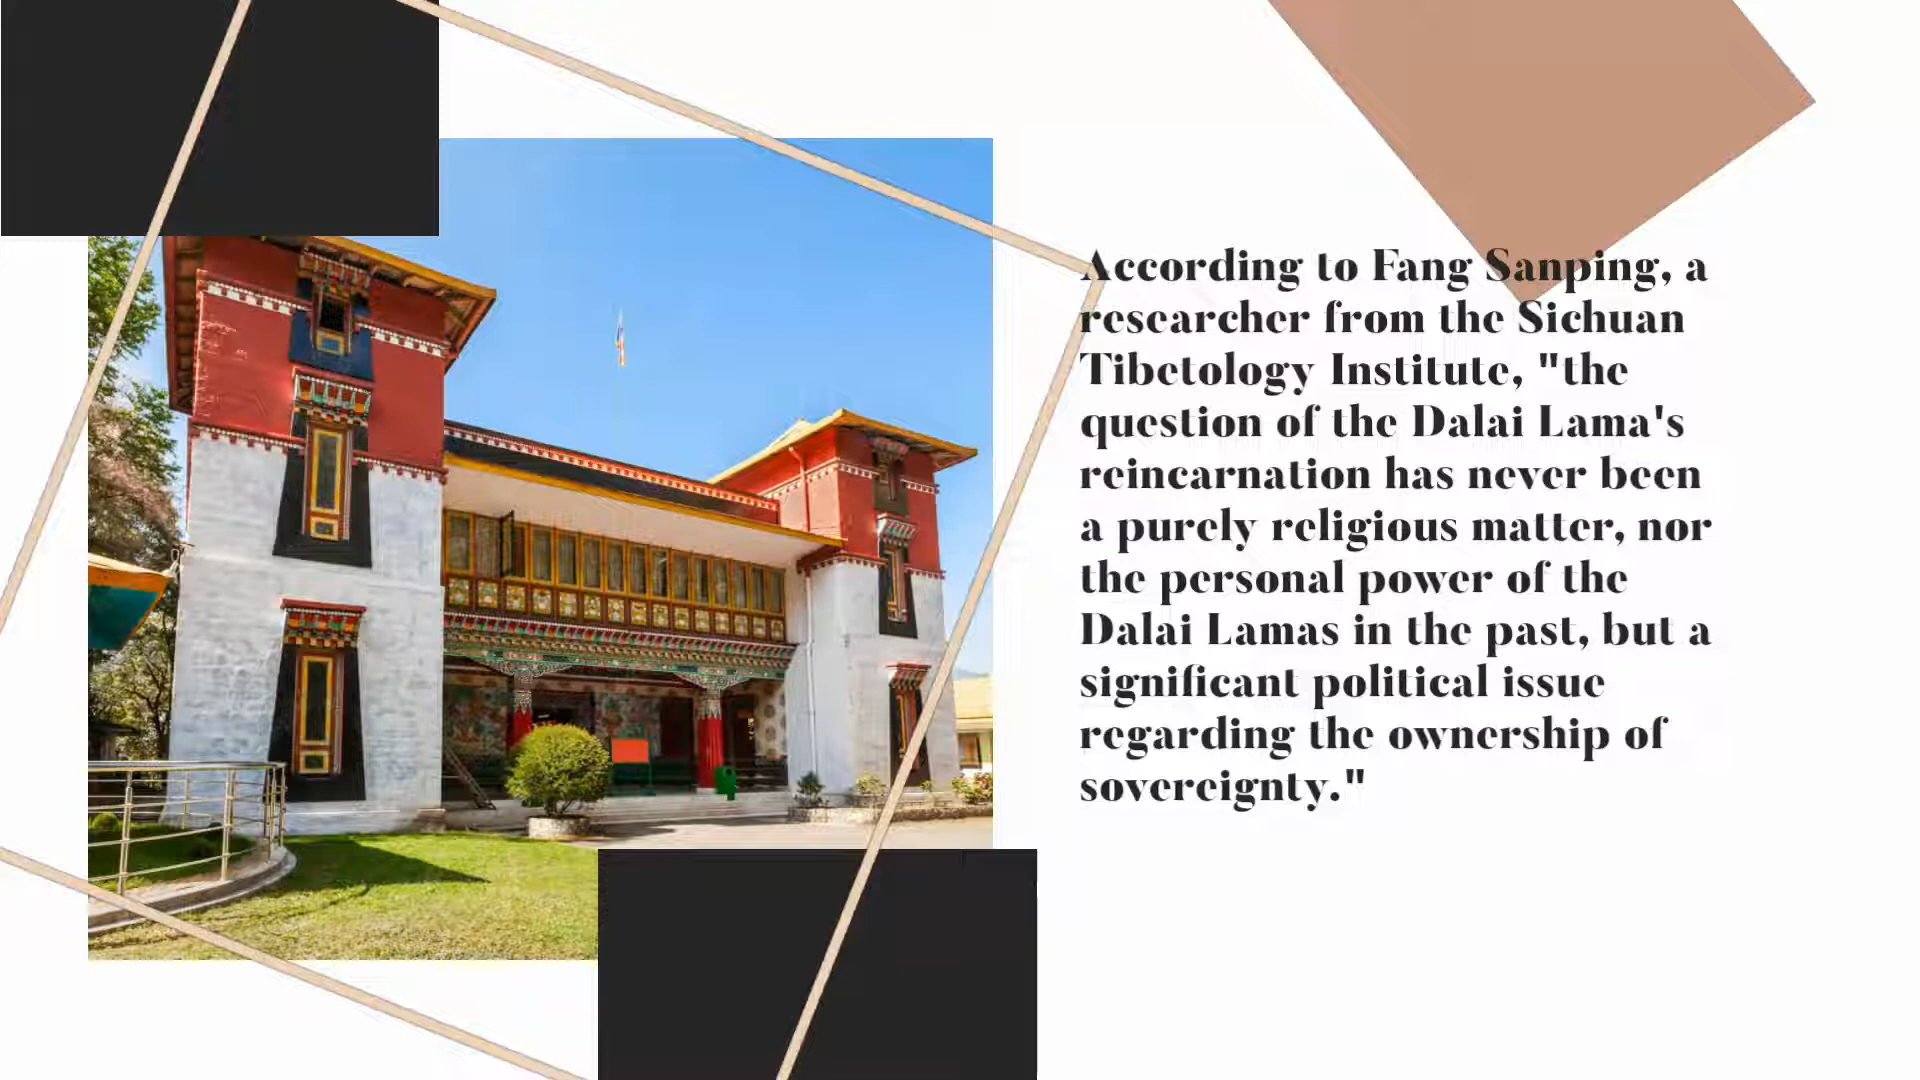 According to Fang Sanping, a
researcher from the Sichuan
Tibetology Institute, "the
question of the Dalai Lama's
reincarnation has never been
a purely religious matter, nor
the personal power of the
Dalai Lamas in the past, but a
significant political issue
regarding the ownership of
sovereignty."